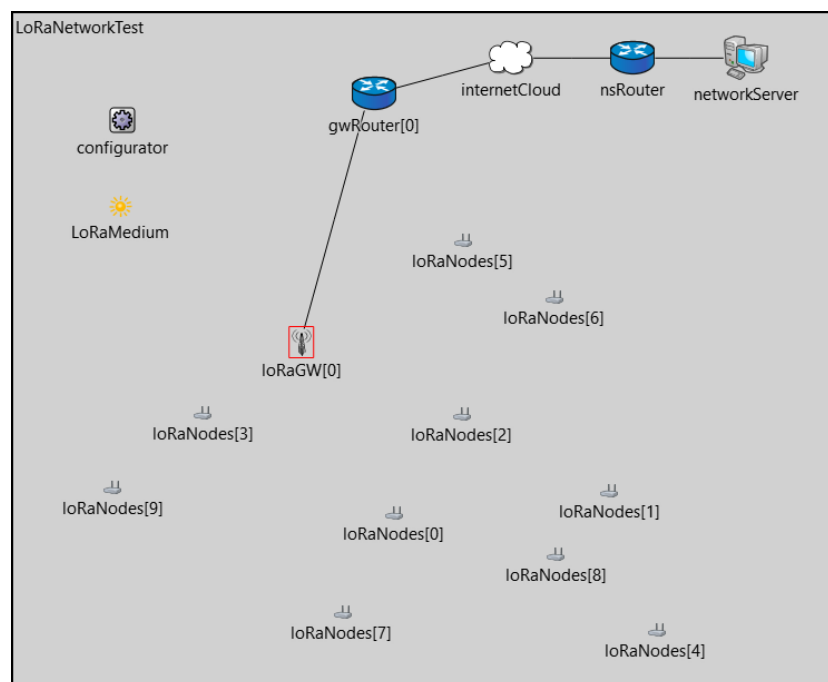 LoRaNetworkTest
internetCloud
nsRouter
networkServer
gwRouter[0]
configurator
LoRaMedium
loRaNodes[5]
loRaNodes[6]
loRaGW[0]
loRaNodes[3]
loRaNodes[2]
loRaNodes[9]
loRaNodes[1]
loRaNodes[0]
loRaNodes[8]
loRaNodes[7]
loRaNodes[4]